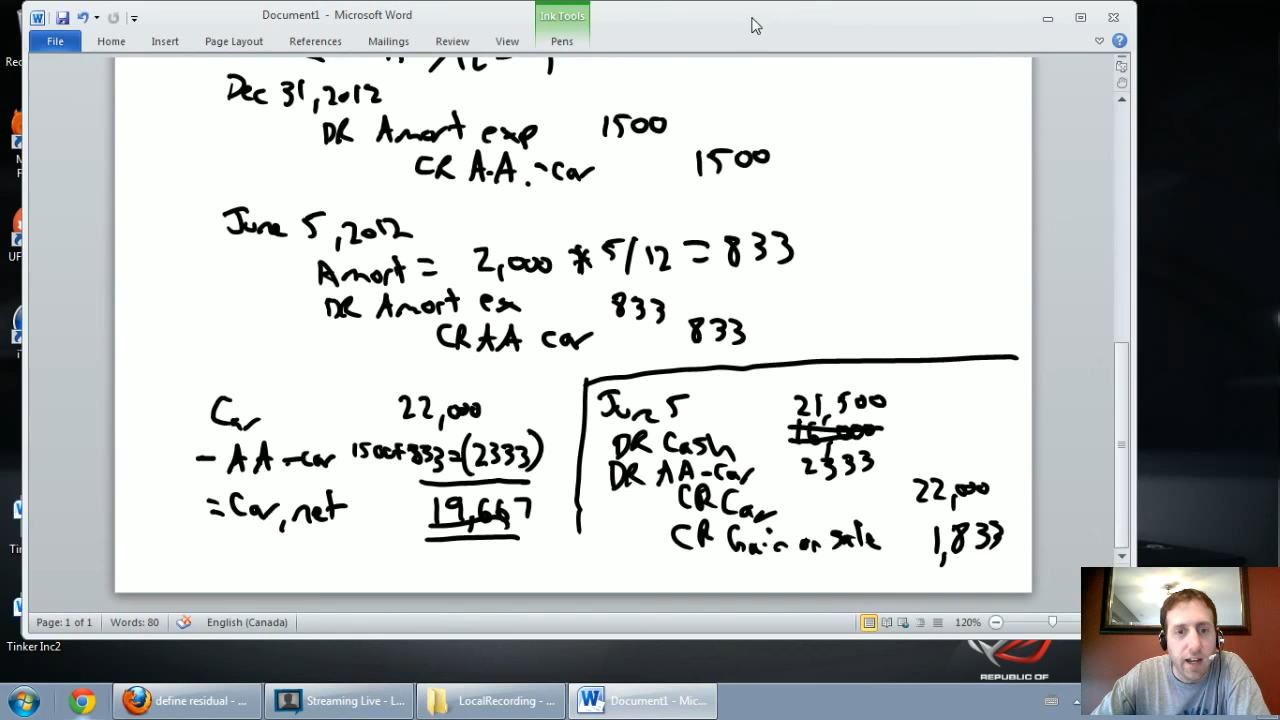 Document1 - Microsoft Word
Ink Tools
File Home Insert Page Layout References Mailings Review View Pens
Dec 31, 2012
DR Amort exp 1500
CR A.A. - car 1500
June 5, 2012
Amort = 2,000 * 5/12 = 833
DR Amort ex 833
CR AA car 833
Car 22,000
- AA - car 1500+833=(2333)
= Car, net 19,667
June 5 21,500
DR Cash 
DR AA-Car 2333
CR Car 22,000
CR Gain on sale 1,833
Page: 1 of 1 Words: 80 English (Canada) 120%
Tinker Inc2
REPUBLIC OF
define residual - ... Streaming Live - L... LocalRecording - ... Document1 - Mic...